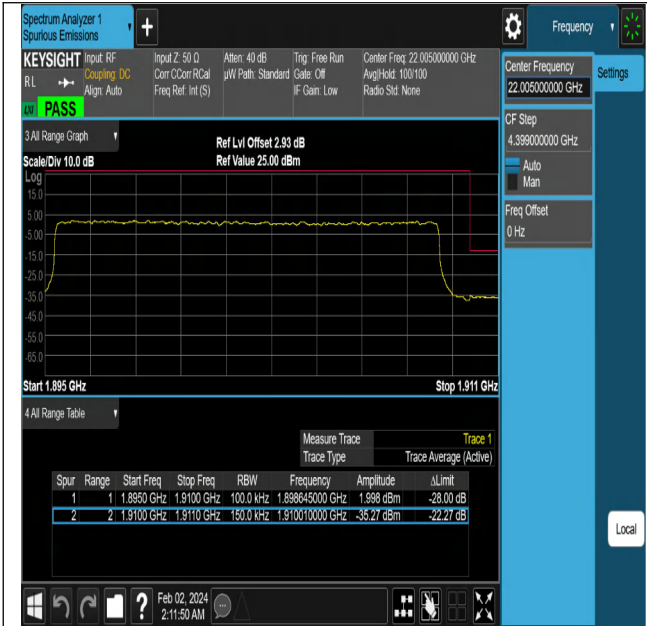 Spectrum Analyzer 1
Spurious Emissions
Frequency
KEYSIGHT
Input: RF
Input Z: 50 Ω
Atten: 40 dB
Trig: Free Run
Center Freq: 22.005000000 GHz
R L
Coupling: DC
Corr CCorr RCal
µW Path: Standard
Gate: Off
Avg|Hold: 100/100
Align: Auto
Freq Ref: Int (S)
IF Gain: Low
Radio Std: None
LXI
PASS
Center Frequency
22.005000000 GHz
Settings
CF Step
4.399000000 GHz
Auto
Man
Freq Offset
0 Hz
3 All Range Graph
Ref Lvl Offset 2.93 dB
Scale/Div 10.0 dB
Ref Value 25.00 dBm
Log
15.0
5.00
-5.00
-15.0
-25.0
-35.0
-45.0
-55.0
-65.0
Start 1.895 GHz
Stop 1.911 GHz
4 All Range Table
Measure Trace Trace 1
Trace Type Trace Average (Active)
Spur Range Start Freq Stop Freq RBW Frequency Amplitude ΔLimit
1 1 1.8950 GHz 1.9100 GHz 100.0 kHz 1.898645000 GHz 1.998 dBm -28.00 dB
2 2 1.9100 GHz 1.9110 GHz 150.0 kHz 1.910010000 GHz -35.27 dBm -22.27 dB
Local
?
Feb 02, 2024
2:11:50 AM